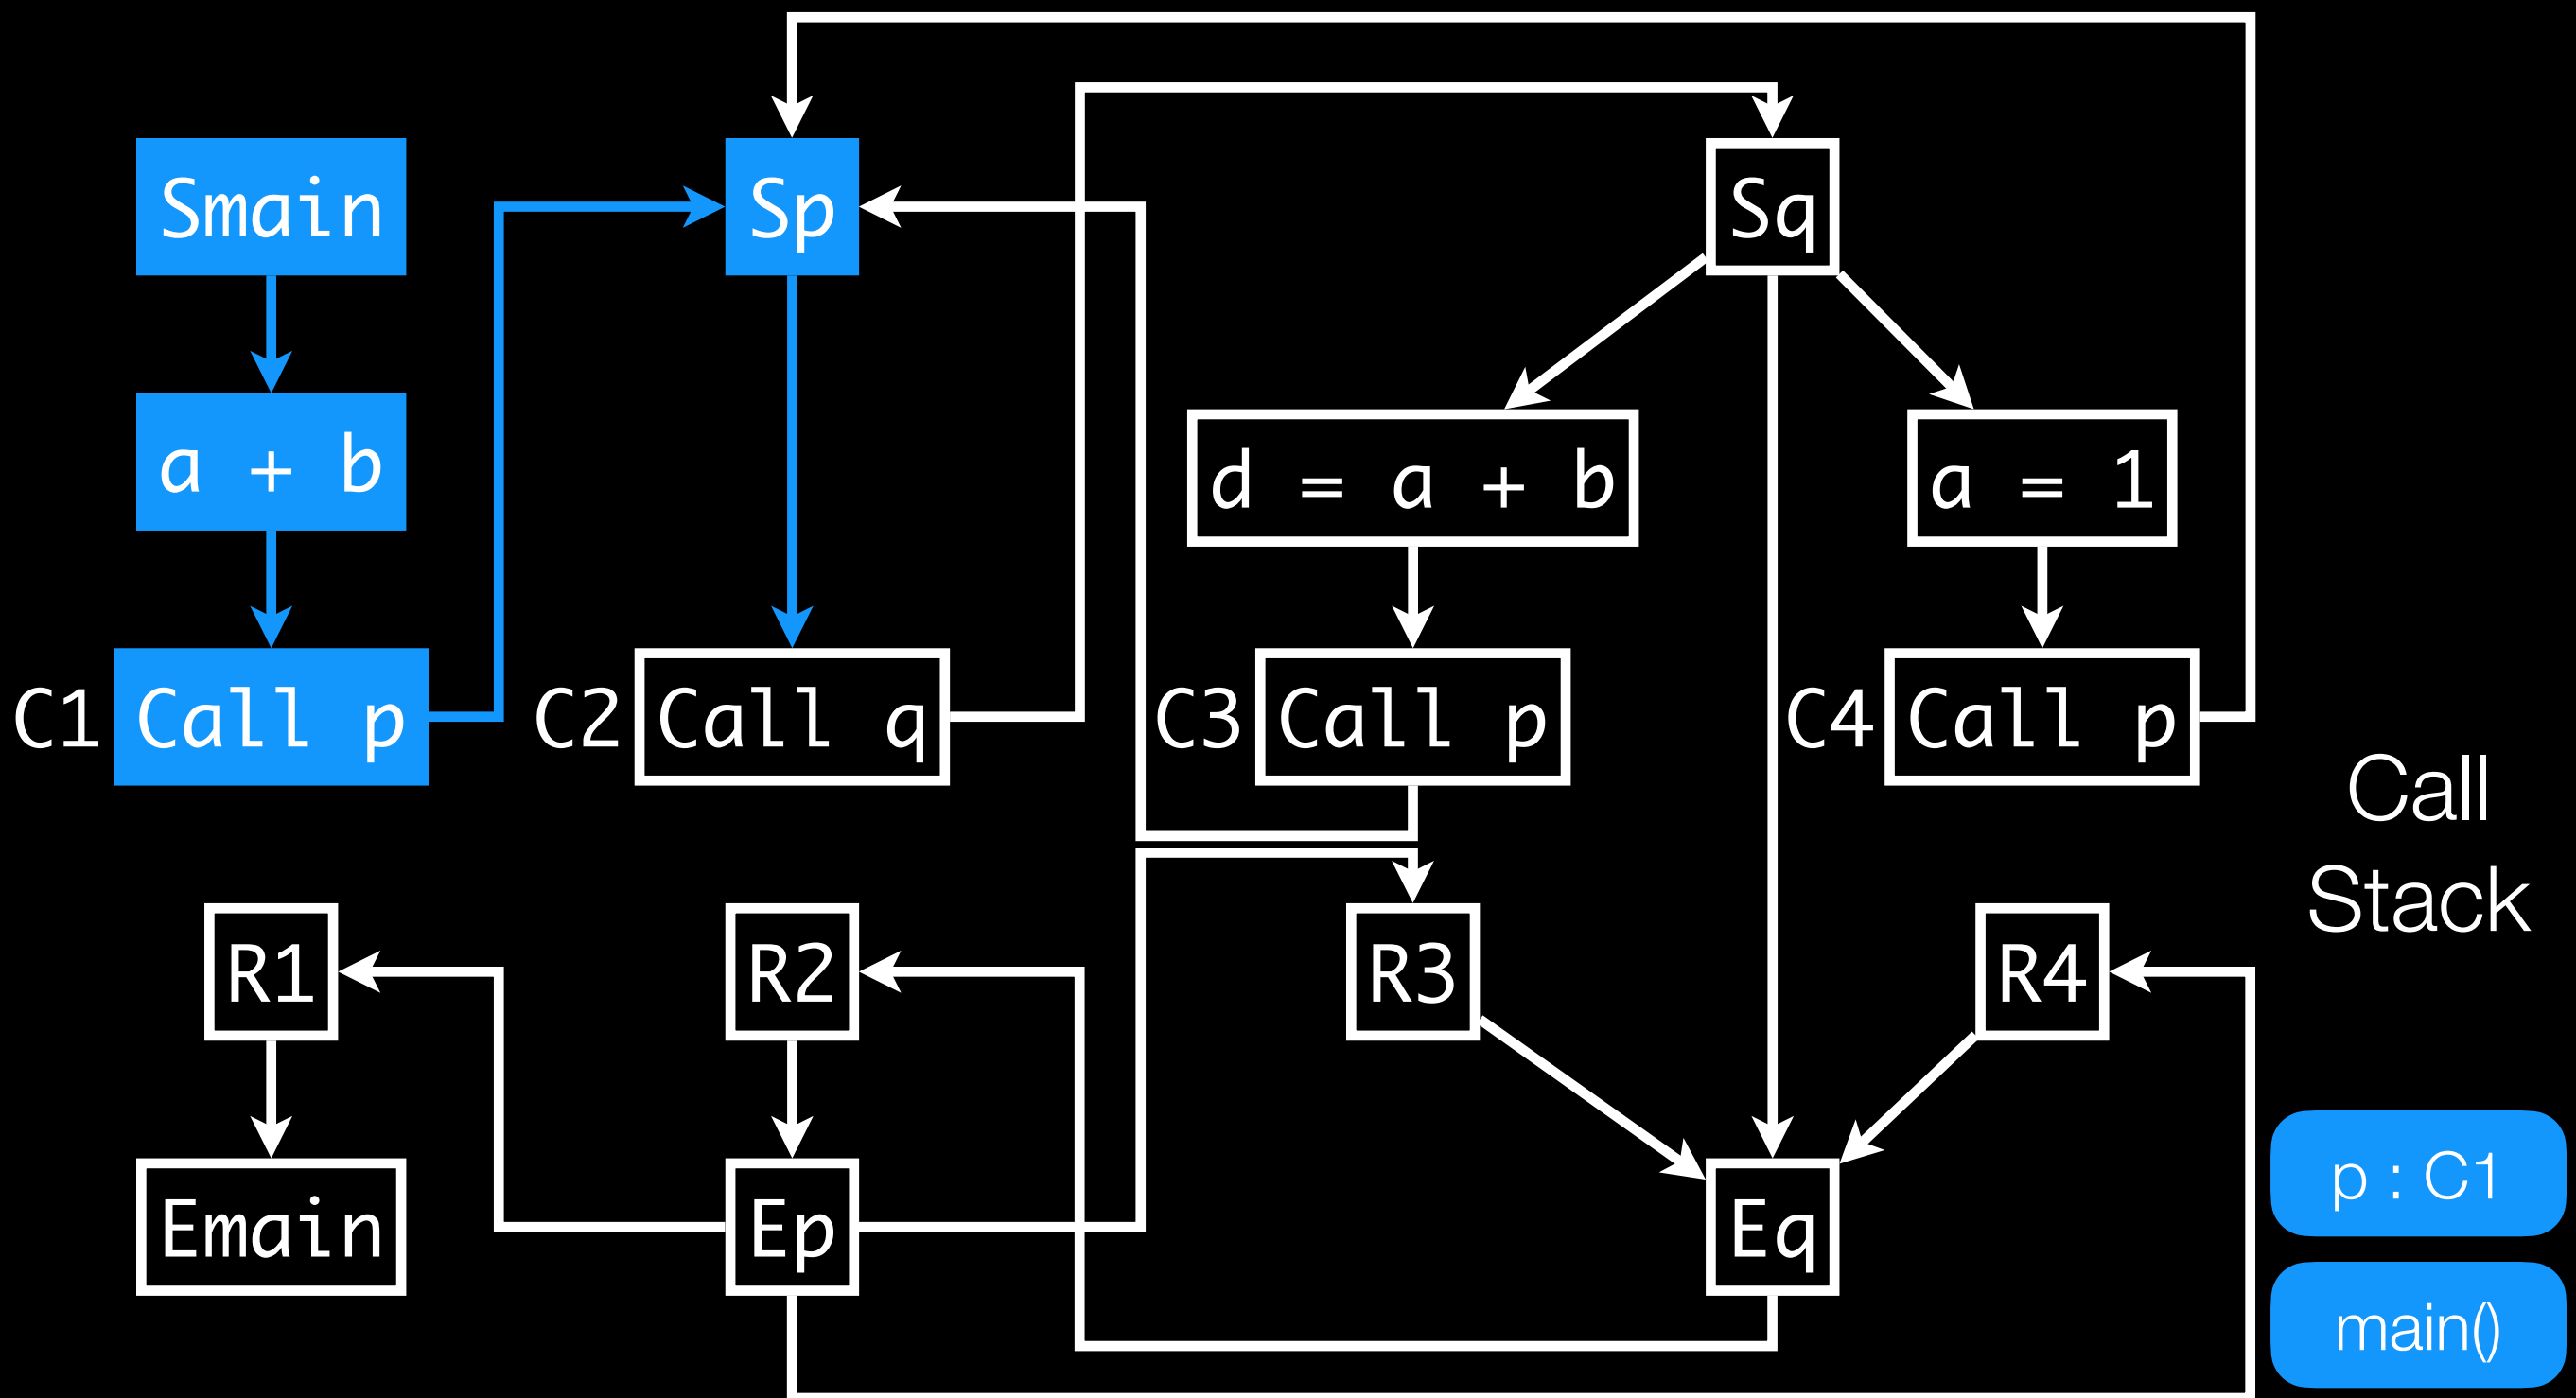 Smain
Sp
Sq
a + b
d = a + b
a = 1
C1 Call p
C2 Call q
C3 Call p
C4 Call p
Call
Stack
R1
R2
R3
R4
p : C1
Emain
Ep
Eq
main()